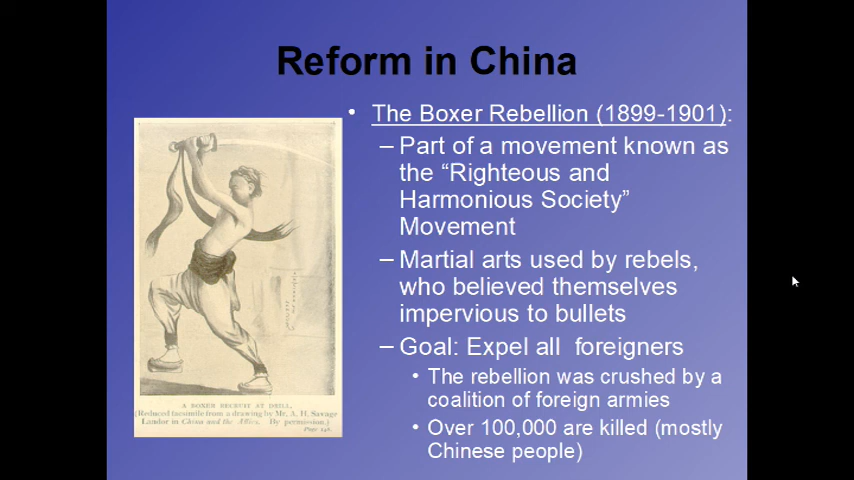 Reform in China
• The Boxer Rebellion (1899-1901):
– Part of a movement known as
the “Righteous and
Harmonious Society”
Movement
– Martial arts used by rebels,
who believed themselves
impervious to bullets
– Goal: Expel all foreigners
• The rebellion was crushed by a
coalition of foreign armies
• Over 100,000 are killed (mostly
Chinese people)
A BOXER RECRUIT AT DRILL,
(Reduced facsimile from a drawing by Mr. A. H. Savage
Landor in China and the Allies. By permission.)